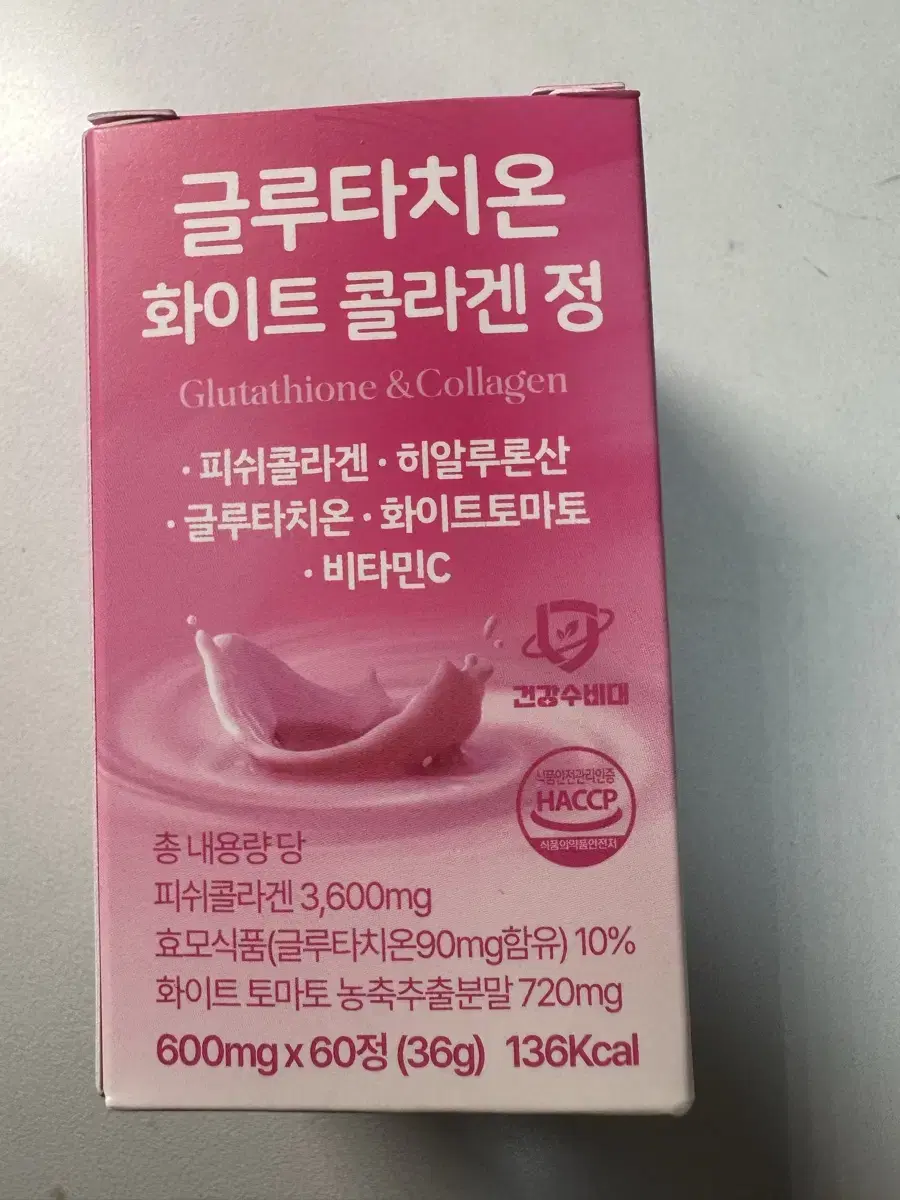 글루타치온
화이트 콜라겐 정
Glutathione & Collagen
· 피쉬콜라겐 · 히알루론산
· 글루타치온 · 화이트토마토
· 비타민C
건강수비대
식품안전관리인증
HACCP
식품의약품안전처
총 내용량 당
피쉬콜라겐 3,600mg
효모식품(글루타치온90mg함유) 10%
화이트 토마토 농축추출분말 720mg
600mg x 60정 (36g) 136Kcal